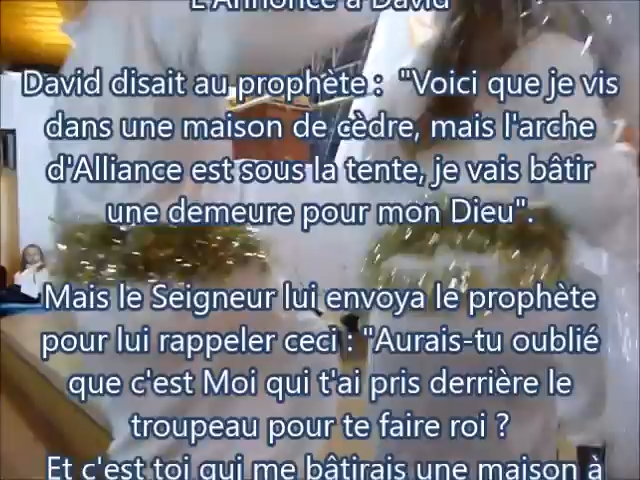 L'Annonce à David
David disait au prophète : "Voici que je vis
dans une maison de cèdre, mais l'arche
d'Alliance est sous la tente, je vais bâtir
une demeure pour mon Dieu".
Mais le Seigneur lui envoya le prophète
pour lui rappeler ceci : "Aurais-tu oublié
que c'est Moi qui t'ai pris derrière le
troupeau pour te faire roi ?
Et c'est toi qui me bâtirais une maison à